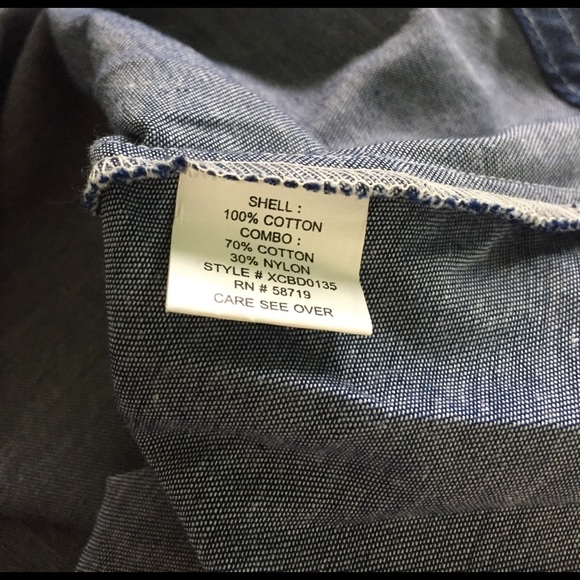 SHELL :
100% COTTON
COMBO :
70% COTTON
30% NYLON
STYLE # XCBD0135
RN # 58719
CARE SEE OVER